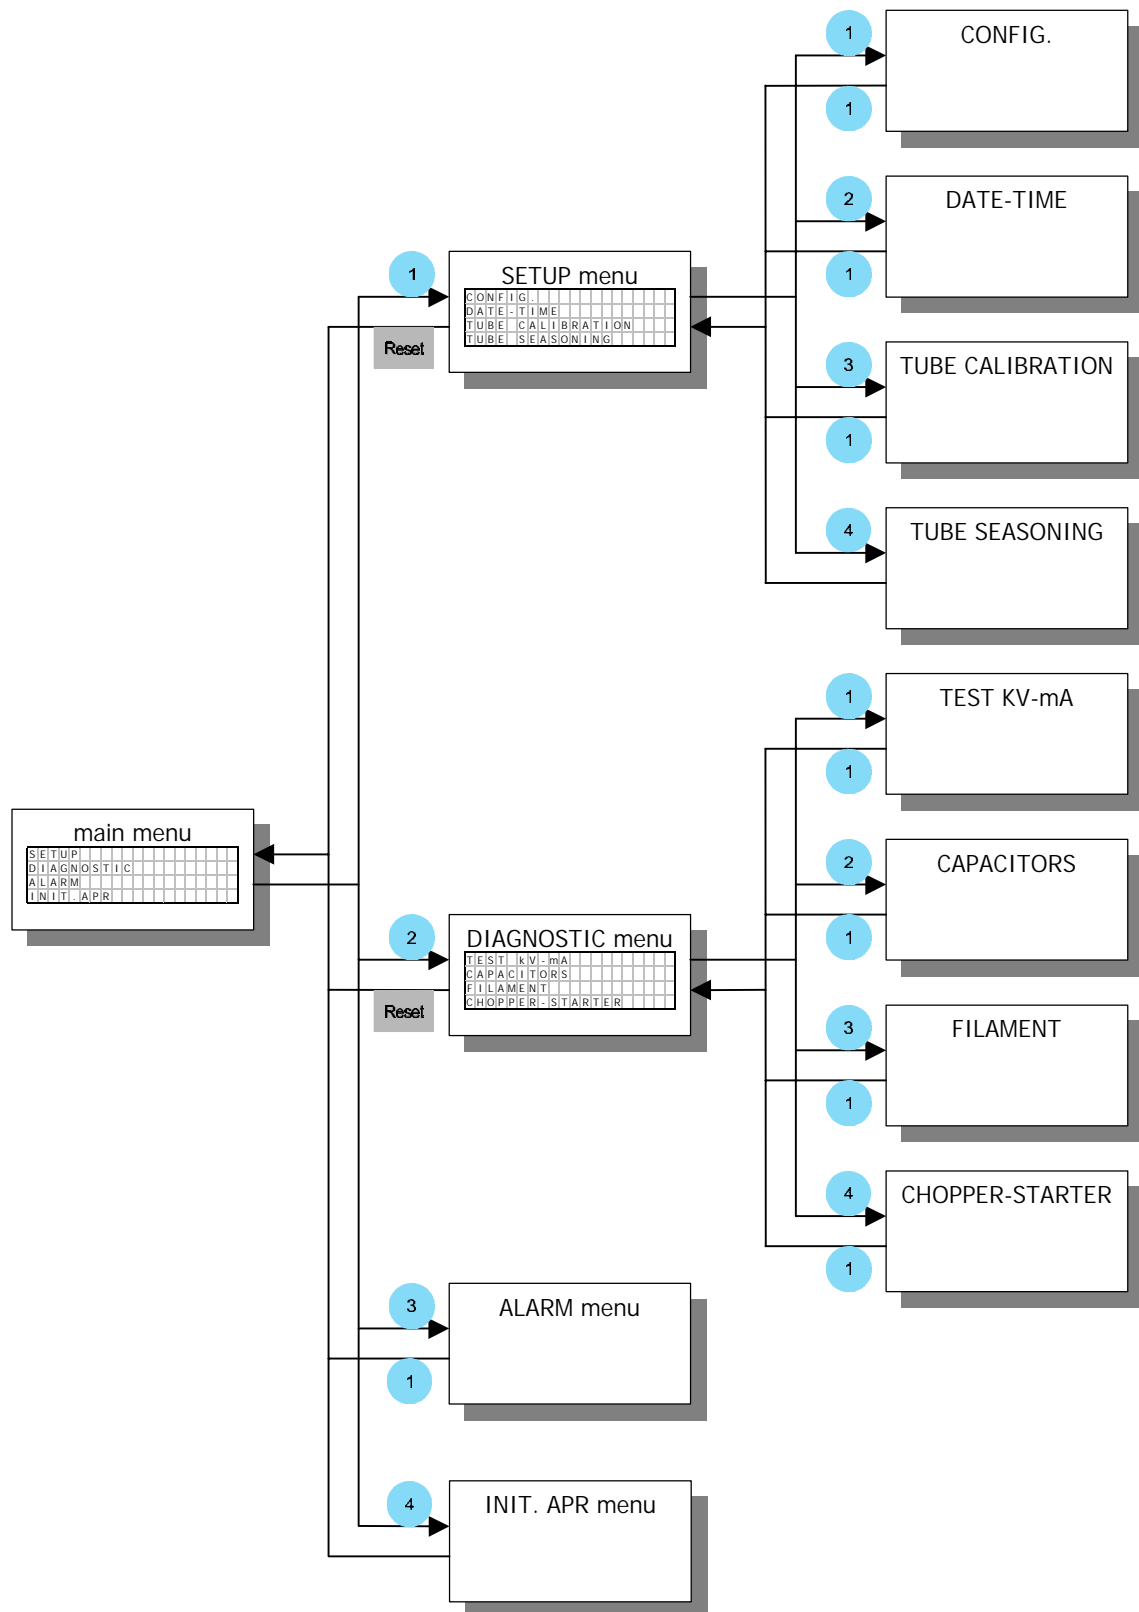 1
CONFIG.
1
2
DATE-TIME
1
1
SETUP menu
CONFIG.
DATE-TIME
TUBE CALIBRATION
TUBE SEASONING
Reset
3
TUBE CALIBRATION
1
4
TUBE SEASONING
1
TEST KV-mA
1
main menu
SETUP
DIAGNOSTIC
ALARM
INIT.APR
2
CAPACITORS
1
2
DIAGNOSTIC menu
TEST kV-mA
CAPACITORS
FILAMENT
CHOPPER-STARTER
Reset
3
FILAMENT
1
4
CHOPPER-STARTER
1
3
ALARM menu
1
4
INIT. APR menu